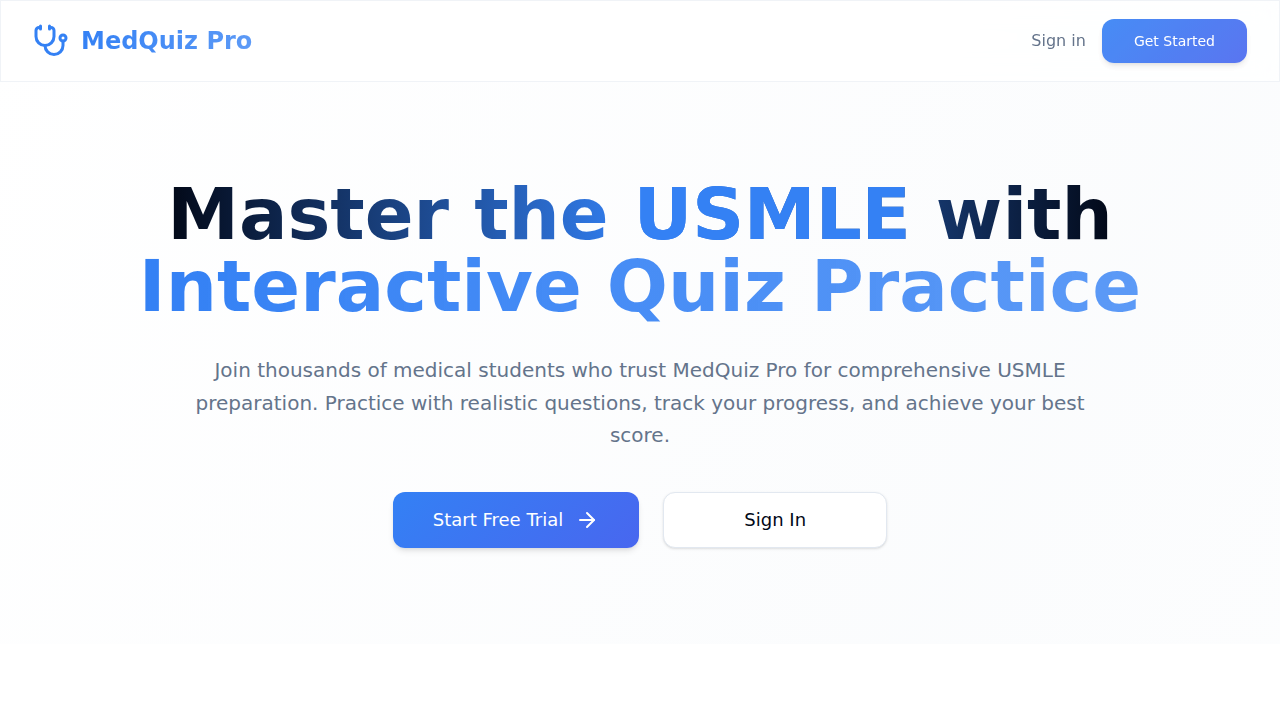 MedQuiz Pro
Sign in
Get Started
Master the USMLE with
Interactive Quiz Practice
Join thousands of medical students who trust MedQuiz Pro for comprehensive USMLE
preparation. Practice with realistic questions, track your progress, and achieve your best
score.
Start Free Trial
Sign In